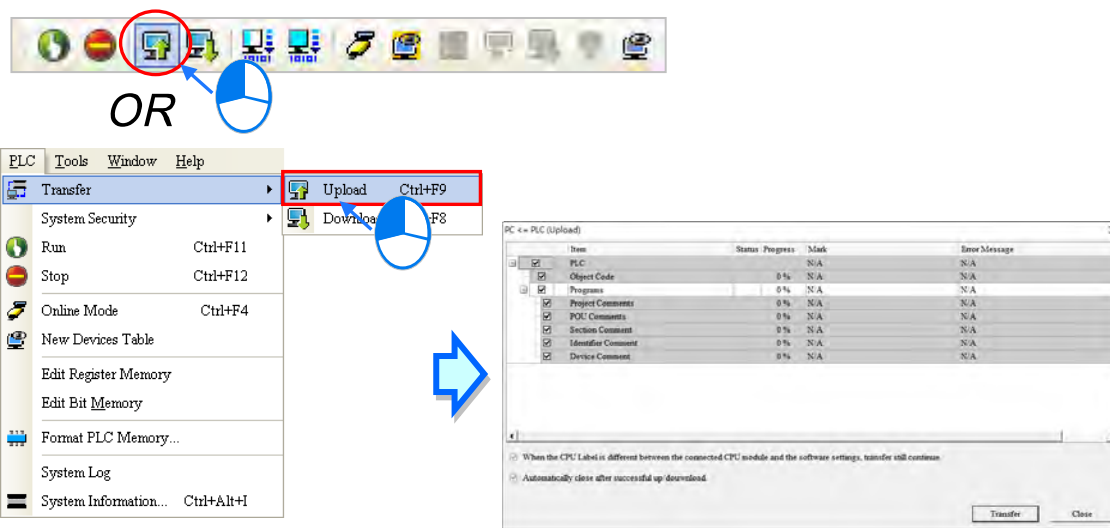 OR
PLC Tools Window Help
Transfer
Upload Ctrl+F9
System Security
Downloa F8
Run Ctrl+F11
Stop Ctrl+F12
Online Mode Ctrl+F4
New Devices Table
Edit Register Memory
Edit Bit Memory
Format PLC Memory...
System Log
System Information... Ctrl+Alt+I
PC <= PLC (Upload)
Item Status Progress Mark Error Message
PLC N/A N/A
Object Code 0 % N/A N/A
Programs 0 % N/A N/A
Project Comments 0 % N/A N/A
POU Comments 0 % N/A N/A
Section Comment 0 % N/A N/A
Identifier Comment 0 % N/A N/A
Device Comment 0 % N/A N/A
When the CPU Label is different between the connected CPU module and the software settings, transfer still continue.
Automatically close after successful up/download.
Transfer Close